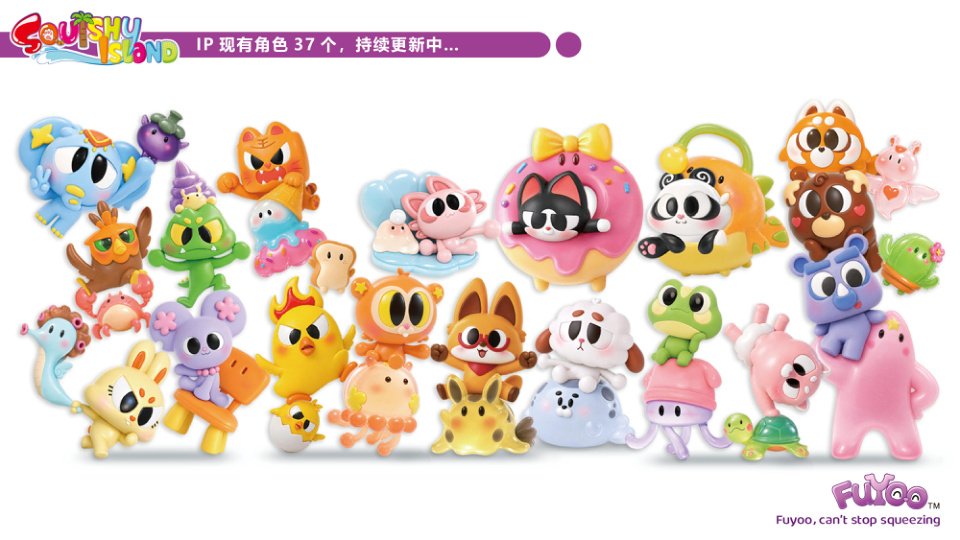 SQUISHY
ISLAND
IP 现有角色 37 个，持续更新中...
FUYOO TM
Fuyoo, can't stop squeezing